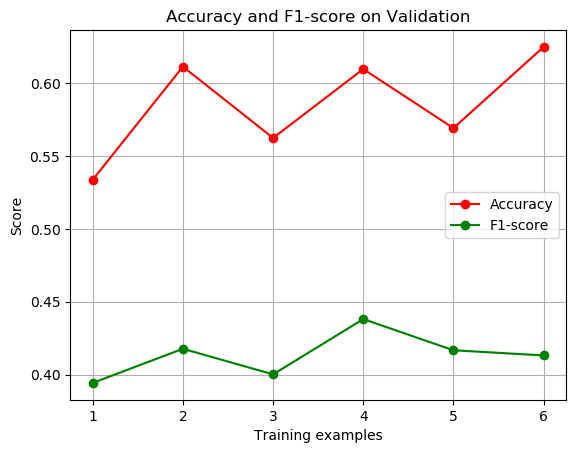 Accuracy and F1-score on Validation
0.60
0.55
0.50
0.45
0.40
Score
Accuracy
F1-score
1 2 3 4 5 6
Training examples